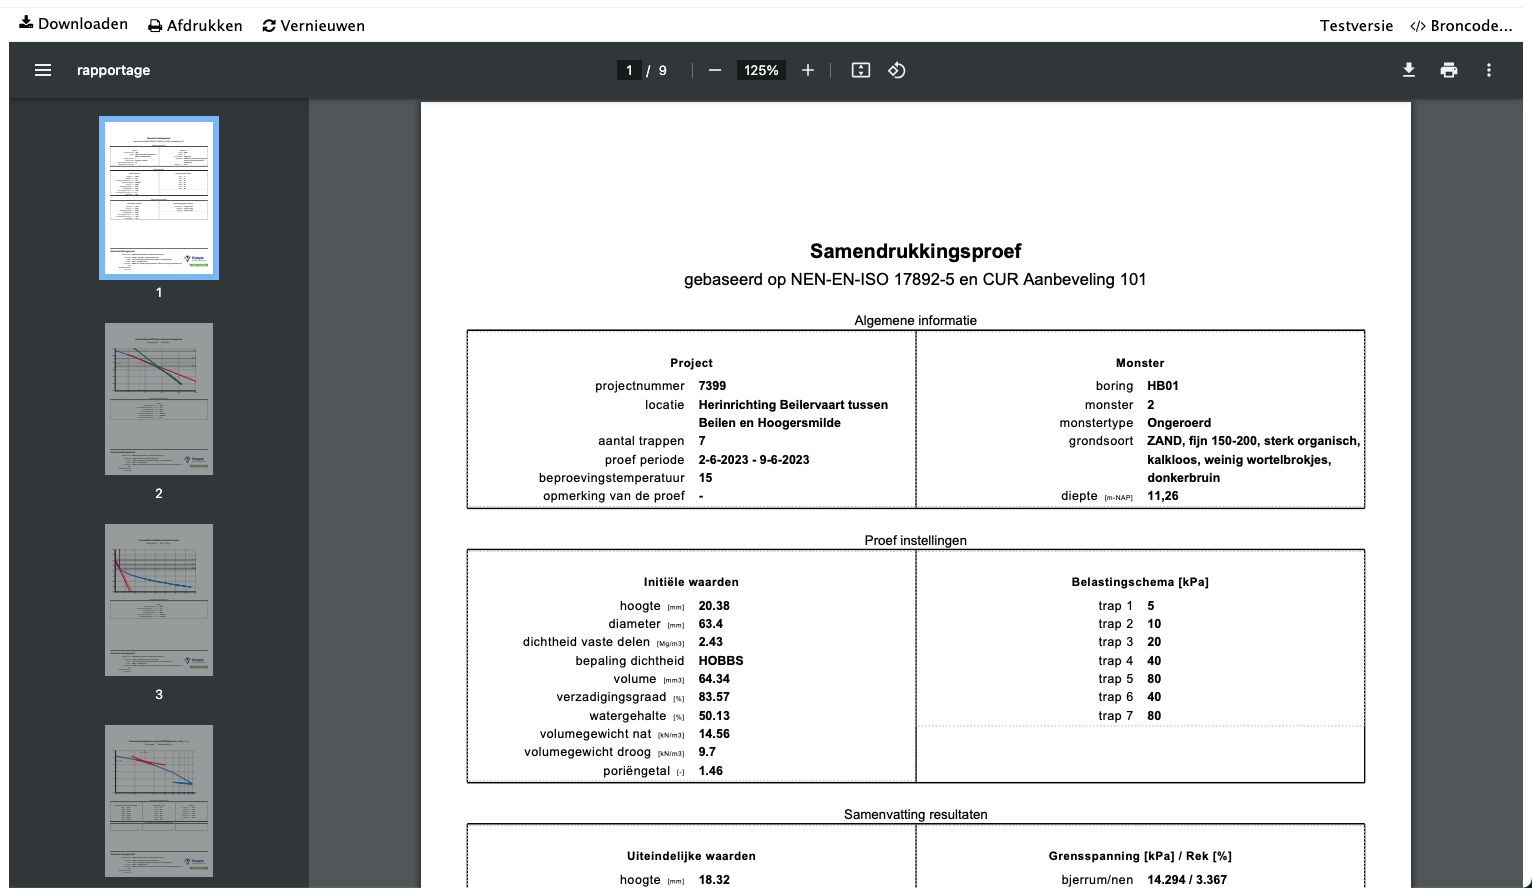 Downloaden Afdrukken Vernieuwen Testversie </> Broncode...
rapportage 1 / 9 — 125% +
1
2
3
Samendrukkingsproef
gebaseerd op NEN-EN-ISO 17892-5 en CUR Aanbeveling 101
Algemene informatie
Project
projectnummer 7399
locatie Herinrichting Beilervaart tussen
Beilen en Hoogersmilde
aantal trappen 7
proef periode 2-6-2023 - 9-6-2023
beproevingstemperatuur 15
opmerking van de proef -
Monster
boring HB01
monster 2
monstertype Ongeroerd
grondsoort ZAND, fijn 150-200, sterk organisch,
kalkloos, weinig wortelbrokjes,
donkerbruin
diepte [m-NAP] 11,26
Proef instellingen
Initiële waarden
hoogte [mm] 20.38
diameter [mm] 63.4
dichtheid vaste delen [Mg/m3] 2.43
bepaling dichtheid HOBBS
volume [mm3] 64.34
verzadigingsgraad [%] 83.57
watergehalte [%] 50.13
volumegewicht nat [kN/m3] 14.56
volumegewicht droog [kN/m3] 9.7
poriëngetal [-] 1.46
Belastingschema [kPa]
trap 1 5
trap 2 10
trap 3 20
trap 4 40
trap 5 80
trap 6 40
trap 7 80
Samenvatting resultaten
Uiteindelijke waarden
hoogte [mm] 18.32
Grensspanning [kPa] / Rek [%]
bjerrum/nen 14.294 / 3.367